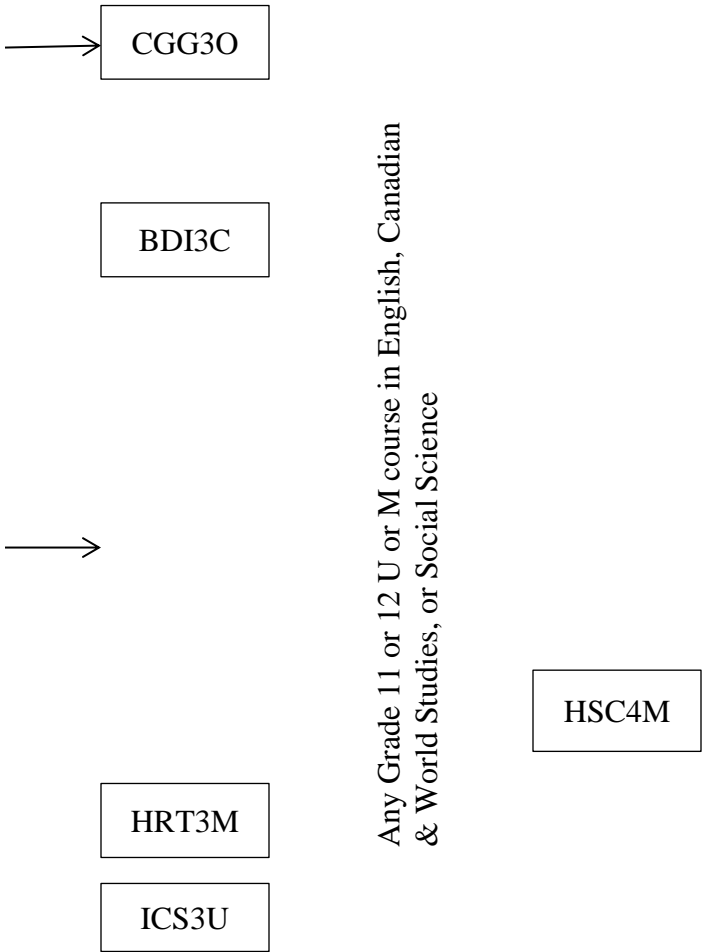 CGG3O
BDI3C
Any Grade 11 or 12 U or M course in English, Canadian
& World Studies, or Social Science
HSC4M
HRT3M
ICS3U